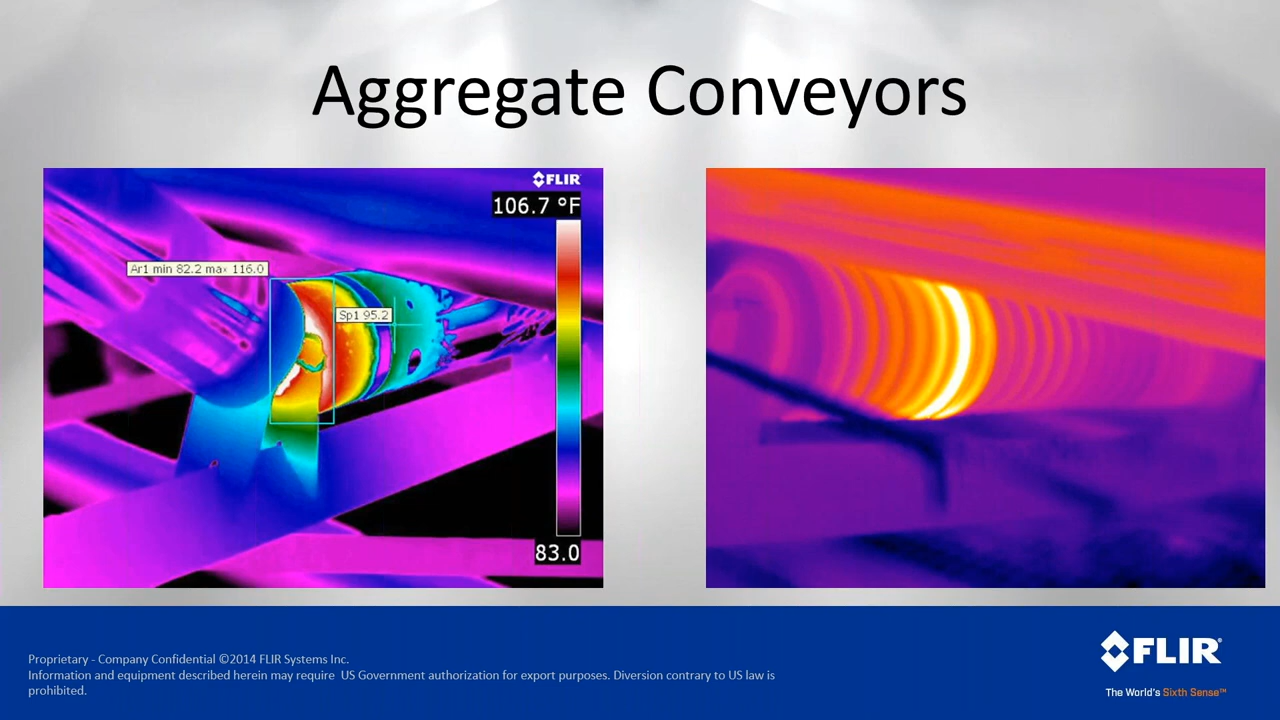 Aggregate Conveyors
FLIR
106.7 °F
Ar1 min 82.2 max 116.0
Sp1 95.2
83.0
Proprietary - Company Confidential ©2014 FLIR Systems Inc.
Information and equipment described herein may require US Government authorization for export purposes. Diversion contrary to US law is
prohibited.
FLIR®
The World's Sixth Sense™